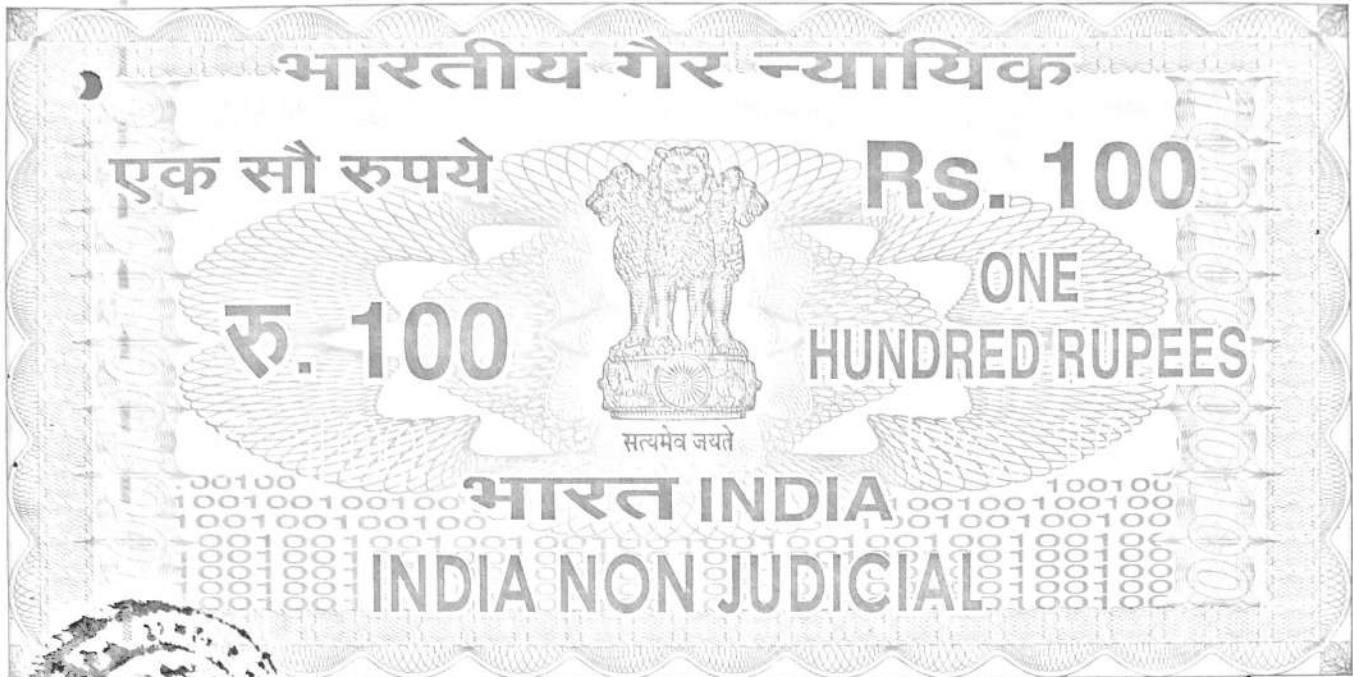 भारतीय गैर न्यायिक
एक सौ रुपये
Rs. 100
रु. 100
ONE
HUNDRED RUPEES
सत्यमेव जयते
भारत INDIA
INDIA NON JUDICIAL